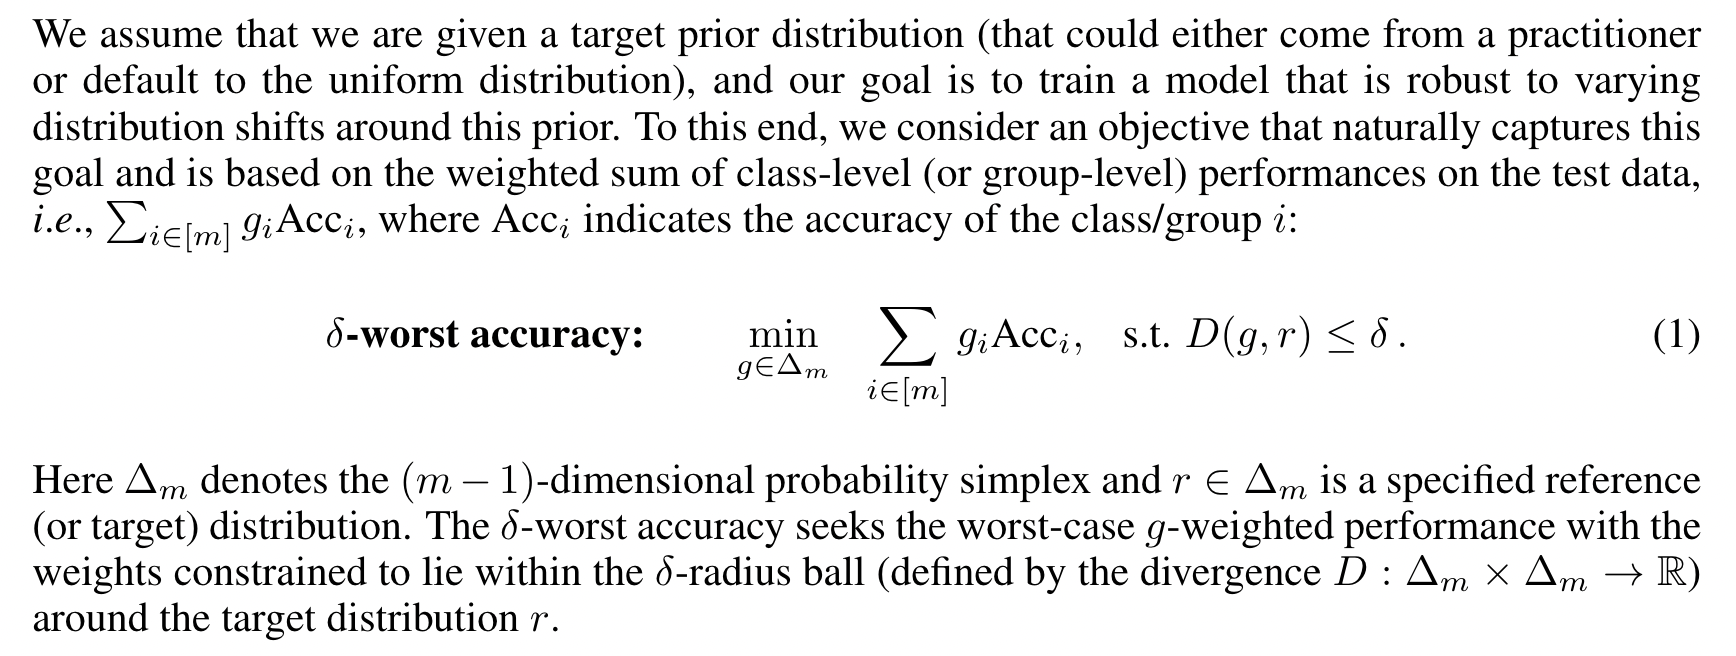 We assume that we are given a target prior distribution (that could either come from a practitioner
or default to the uniform distribution), and our goal is to train a model that is robust to varying
distribution shifts around this prior. To this end, we consider an objective that naturally captures this
goal and is based on the weighted sum of class-level (or group-level) performances on the test data,
i.e., $\sum_{i\in[m]} g_i \text{Acc}_i$, where $\text{Acc}_i$ indicates the accuracy of the class/group $i$:
$\delta$-worst accuracy: $\min_{g\in\Delta_m} \sum_{i\in[m]} g_i \text{Acc}_i, \text{ s.t. } D(g, r) \leq \delta.$ (1)
Here $\Delta_m$ denotes the $(m-1)$-dimensional probability simplex and $r \in \Delta_m$ is a specified reference
(or target) distribution. The $\delta$-worst accuracy seeks the worst-case $g$-weighted performance with the
weights constrained to lie within the $\delta$-radius ball (defined by the divergence $D : \Delta_m \times \Delta_m \to \mathbb{R}$)
around the target distribution $r$.